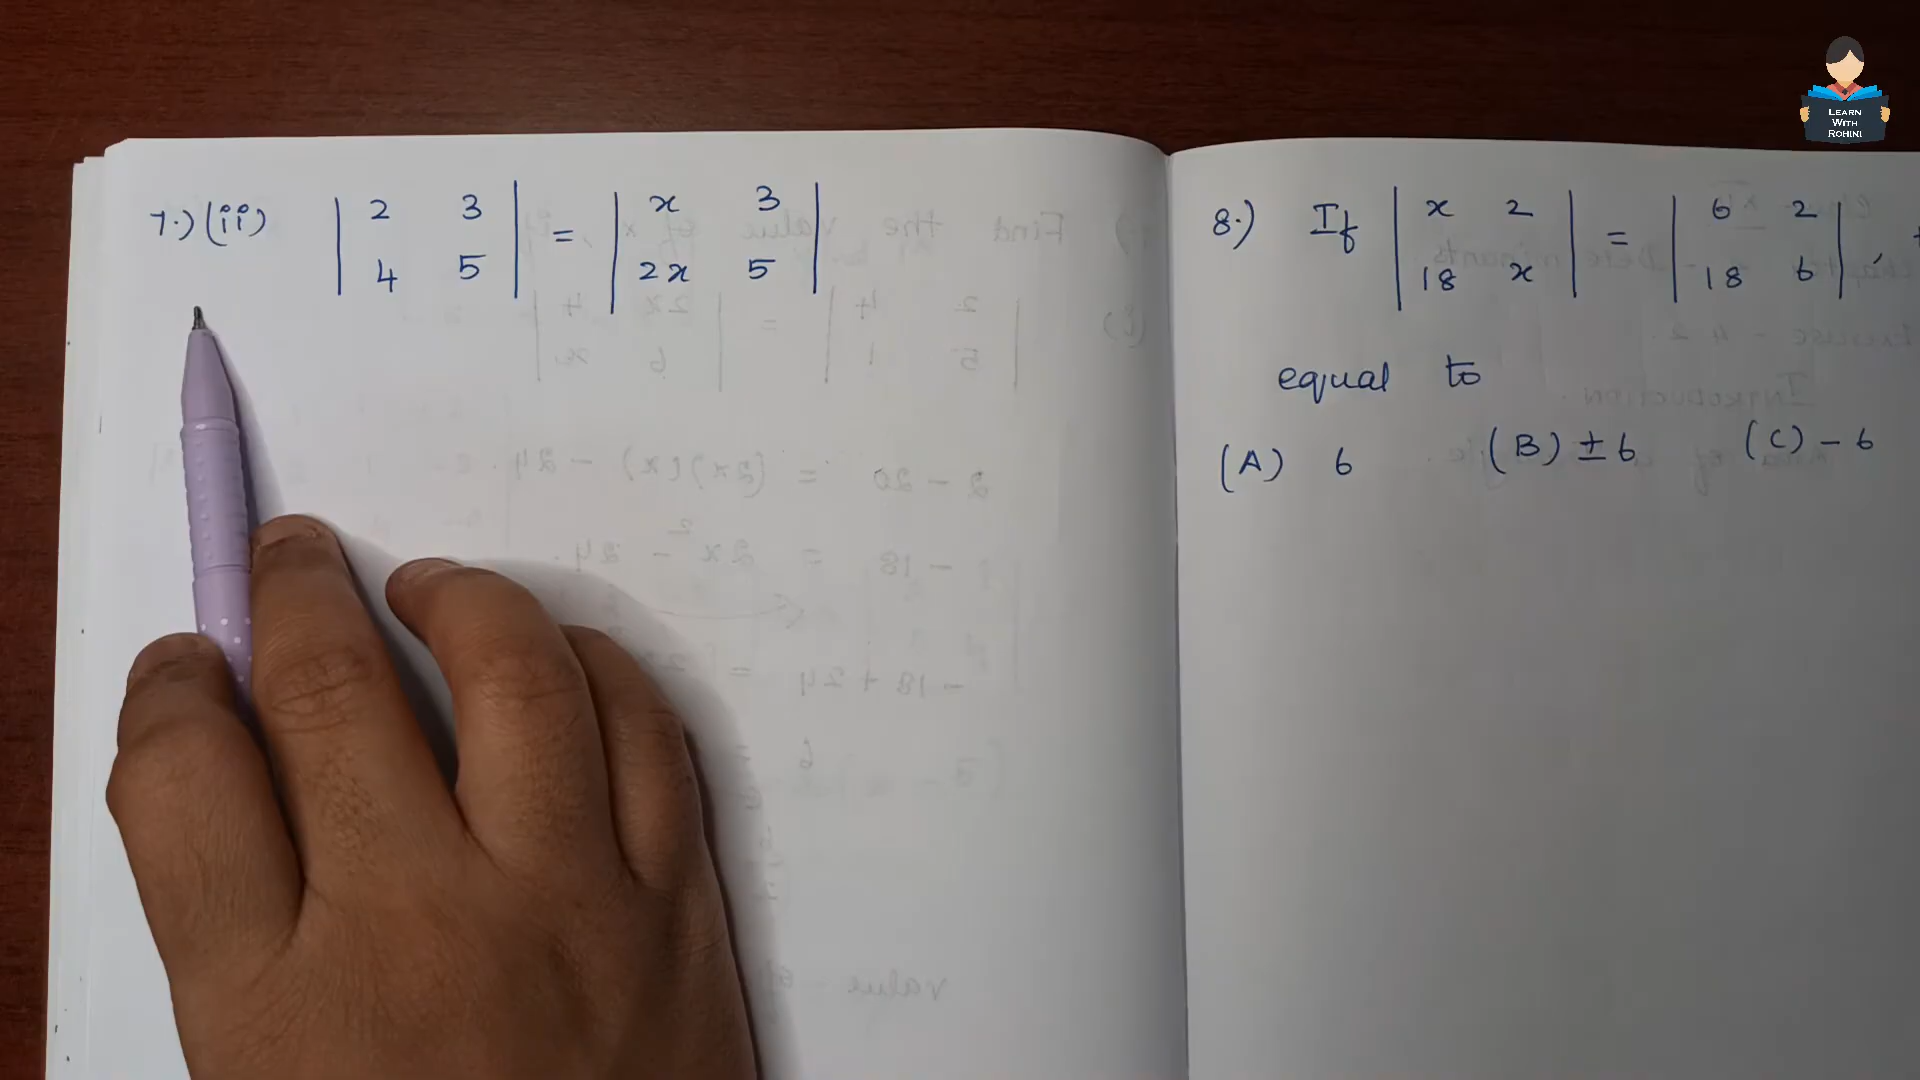 7.) (ii) | 2 3 | = | x 3 |
| 4 5 | | 2x 5 |
8.) If | x 2 | = | 6 2 | ,
| 18 x | | 18 6 |
equal to
(A) 6 (B) ± 6 (C) - 6
LEARN
WITH
ROHINI